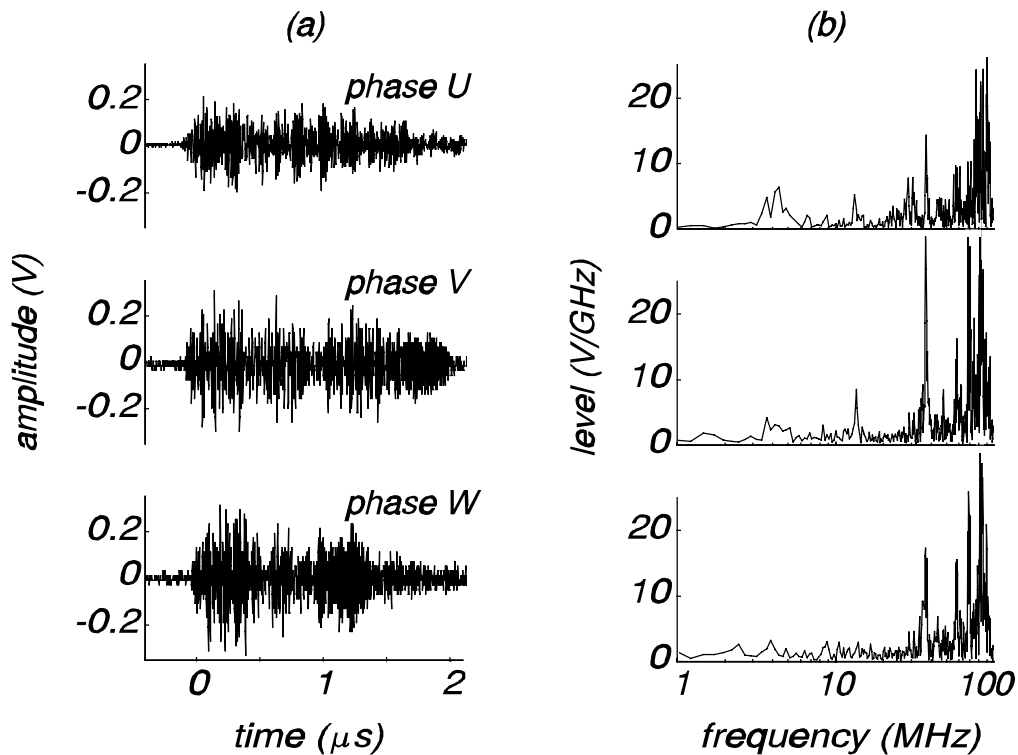 (a)
(b)
phase U
0.2
0
-0.2
20
10
0
phase V
0.2
0
-0.2
20
10
0
amplitude (V)
level (V/GHz)
phase W
0.2
0
-0.2
20
10
0
0 1 2
1 10 100
time (μs)
frequency (MHz)